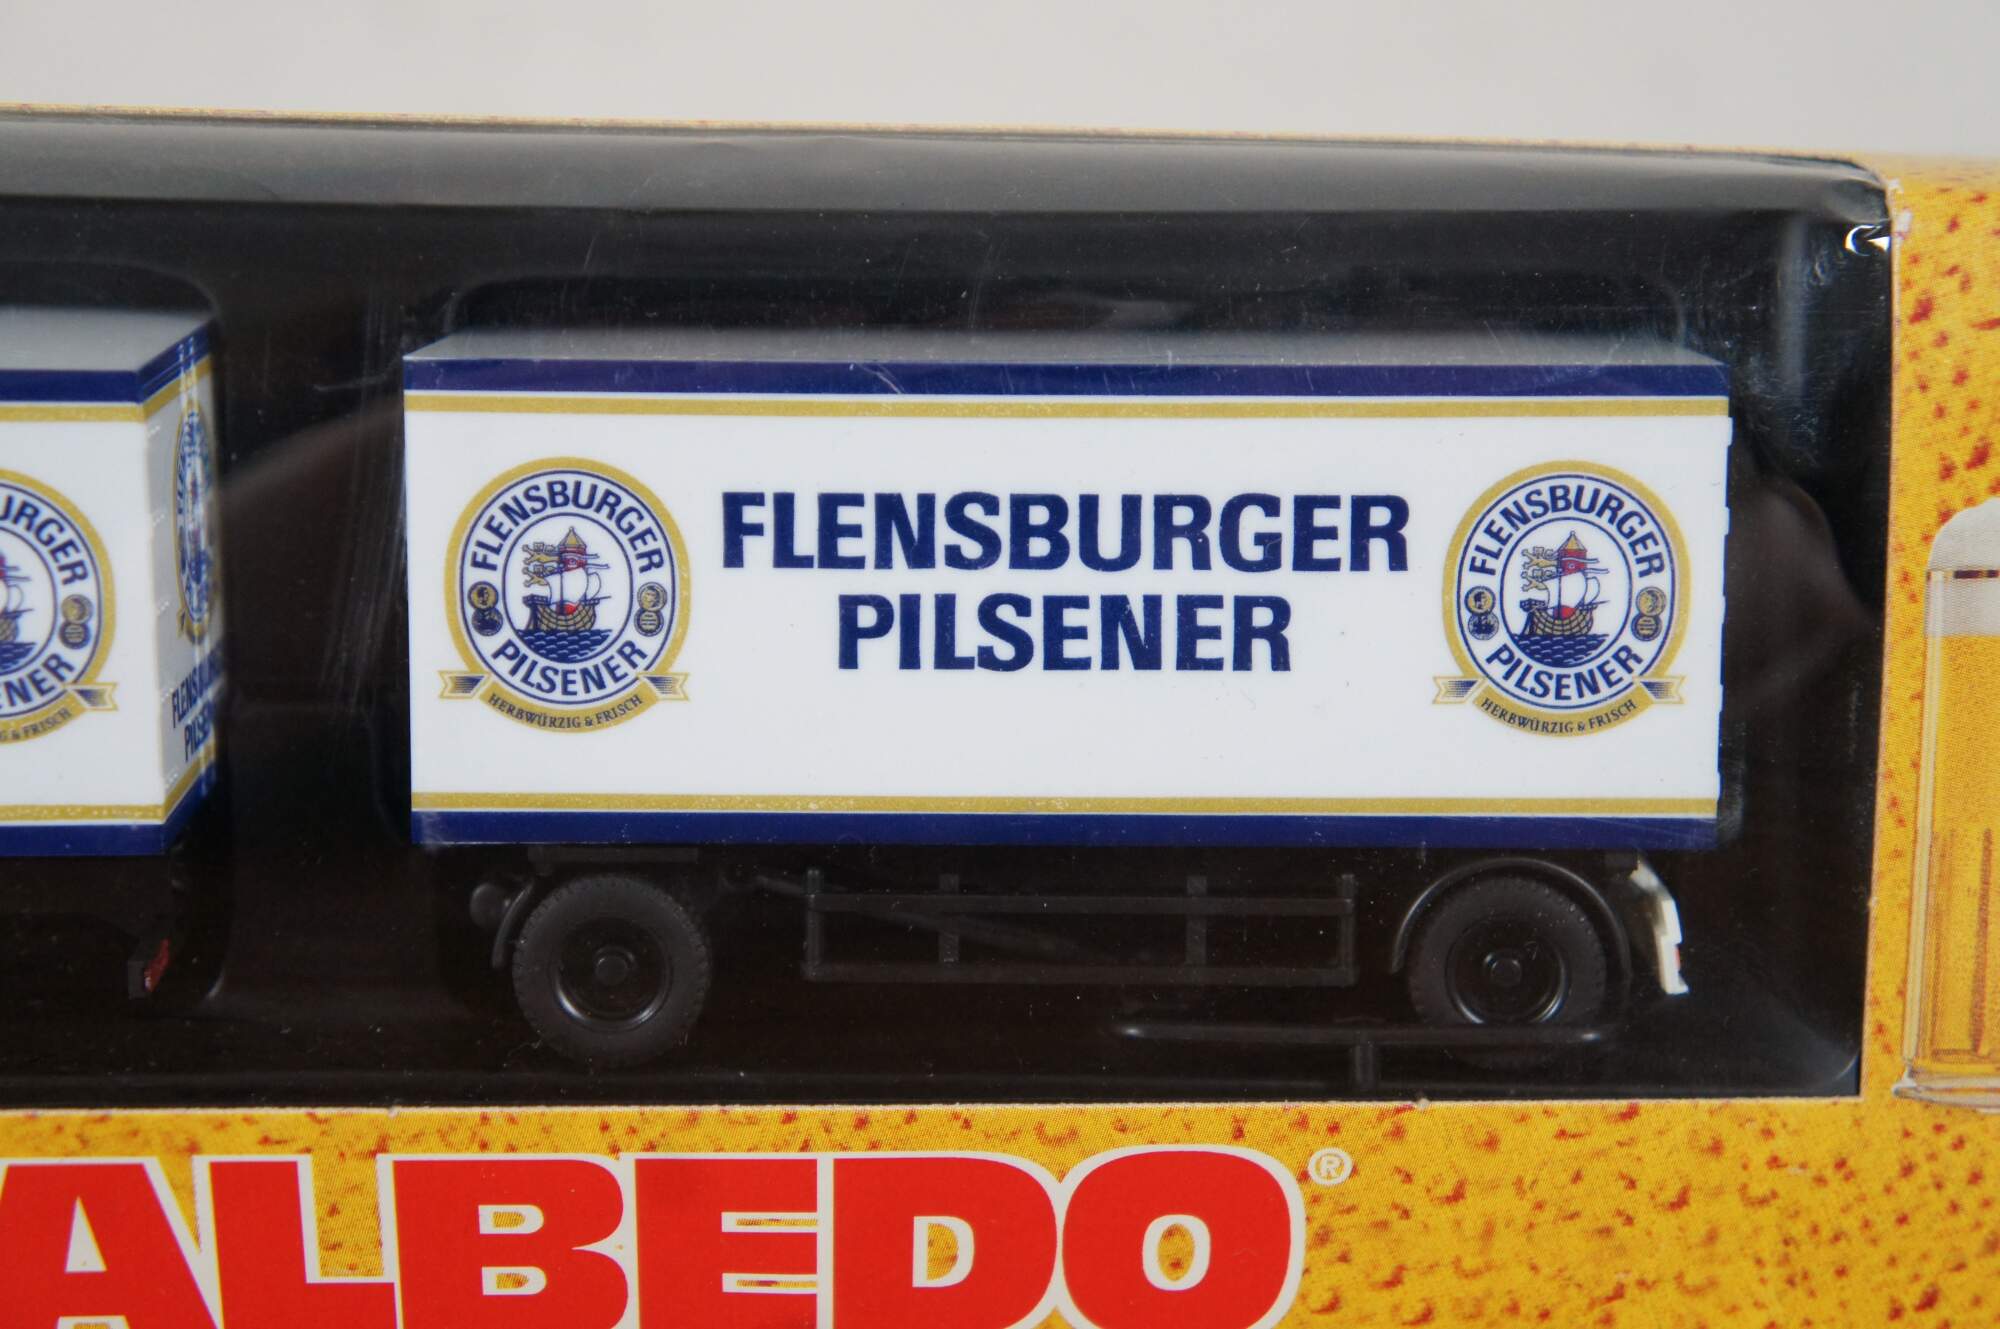 FLENSBURGER
PILSENER
FLENSBURGER
PILSENER
HERBWÜRZIG & FRISCH
FLENSBURGER
PILSENER
HERBWÜRZIG & FRISCH
ALBEDO®